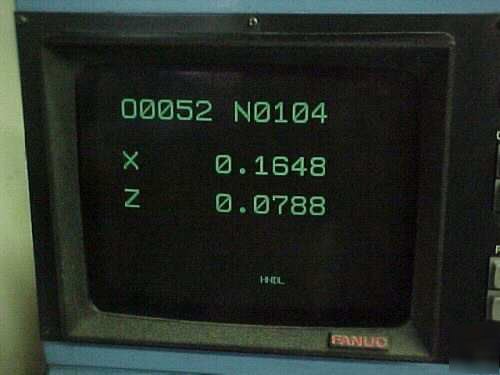 O0052 N0104
X 0.1648
Z 0.0788
HNDL
FANUC